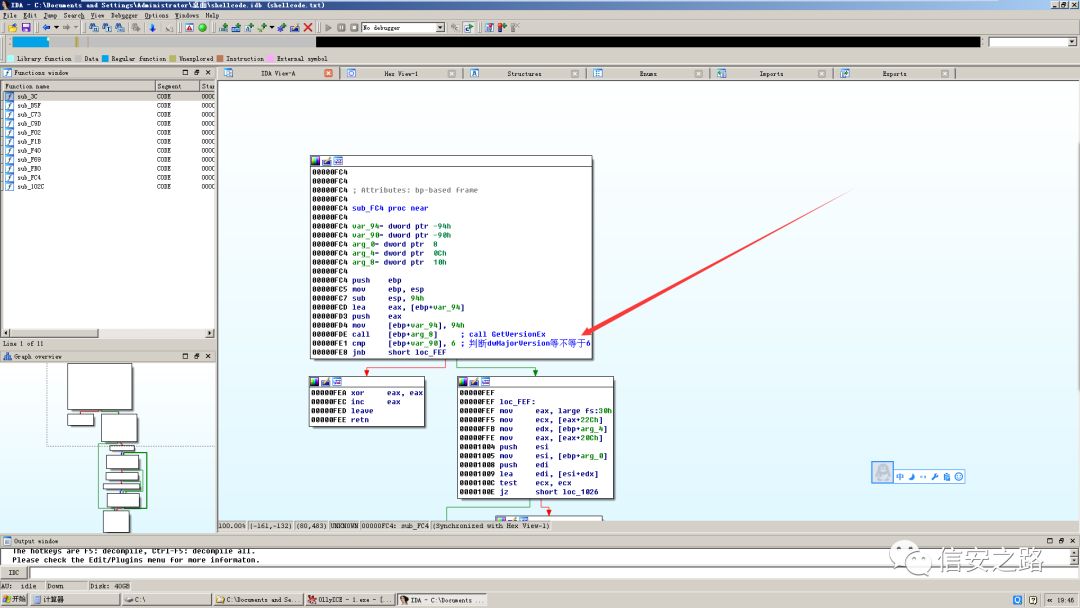 IDA - C:\Documents and Settings\Administrator\桌面\shellcode.idb (shellcode.txt)
File Edit Jump Search View Debugger Options Windows Help
No debugger
Library function Data Regular function Unexplored Instruction External symbol
Functions window
IDA View-A Hex View-1 Structures Enums Imports Exports
Function name Segment Star
sub_3C CODE 0000
sub_B5F CODE 0000
sub_C73 CODE 0000
sub_C9D CODE 0000
sub_F02 CODE 0000
sub_F1B CODE 0000
sub_F40 CODE 0000
sub_F69 CODE 0000
sub_FB0 CODE 0000
sub_FC4 CODE 0000
sub_102C CODE 0000
Line 1 of 11
Graph overview
00000FC4
00000FC4
00000FC4 ; Attributes: bp-based frame
00000FC4
00000FC4 sub_FC4 proc near
00000FC4
00000FC4 var_94= dword ptr -94h
00000FC4 var_90= dword ptr -90h
00000FC4 arg_0= dword ptr 8
00000FC4 arg_4= dword ptr 0Ch
00000FC4 arg_8= dword ptr 10h
00000FC4
00000FC4 push ebp
00000FC5 mov ebp, esp
00000FC7 sub esp, 94h
00000FCD lea eax, [ebp+var_94]
00000FD3 push eax
00000FD4 mov [ebp+var_94], 94h
00000FDE call [ebp+arg_8] ; call GetVersionEx
00000FE1 cmp [ebp+var_90], 6 ; 判断dwMajorVersion等不等于6
00000FE8 jnb short loc_FEF
00000FEA xor eax, eax
00000FEC inc eax
00000FED leave
00000FEE retn
00000FEF
00000FEF loc_FEF:
00000FEF mov eax, large fs:30h
00000FF5 mov ecx, [eax+22Ch]
00000FFB mov edx, [ebp+arg_4]
00000FFE mov eax, [eax+20Ch]
00001004 push esi
00001005 mov esi, [ebp+arg_0]
00001008 push edi
00001009 lea edi, [esi+edx]
0000100C test ecx, ecx
0000100E jz short loc_1026
中
100.00% (-161,-132) (80,483) UNKNOWN 00000FC4: sub_FC4 (Synchronized with Hex View-1)
Output window
The hotkeys are F5: decompile, Ctrl-F5: decompile all.
Please check the Edit/Plugins menu for more informaton.
IDC
AU: idle Down Disk: 40GB
信安之路
开始 计算器 C:\ C:\Documents and Se... OllyICE - 1.exe - [... IDA - C:\Documents ... 19:46